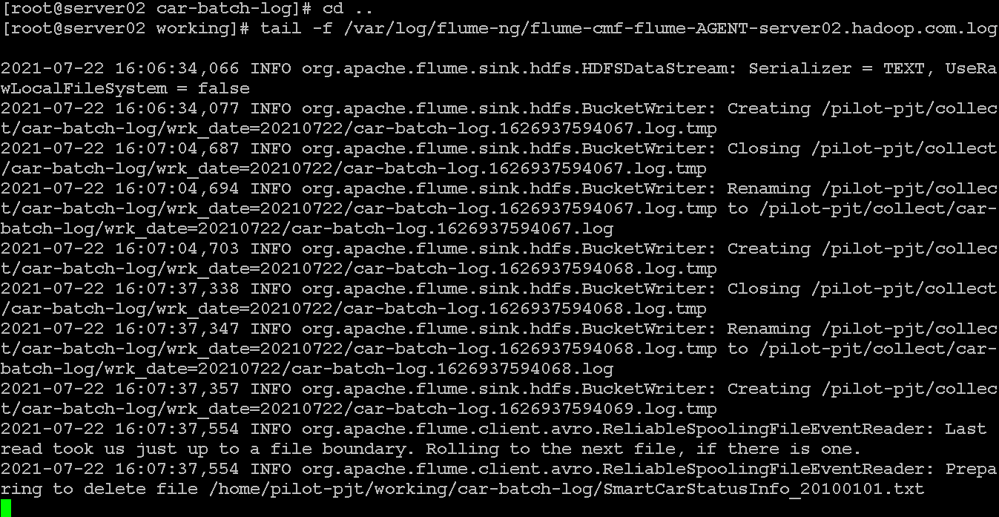 [root@server02 car-batch-log]# cd ..
[root@server02 working]# tail -f /var/log/flume-ng/flume-cmf-flume-AGENT-server02.hadoop.com.log
2021-07-22 16:06:34,066 INFO org.apache.flume.sink.hdfs.HDFSDataStream: Serializer = TEXT, UseRa
wLocalFileSystem = false
2021-07-22 16:06:34,077 INFO org.apache.flume.sink.hdfs.BucketWriter: Creating /pilot-pjt/collec
t/car-batch-log/wrk_date=20210722/car-batch-log.1626937594067.log.tmp
2021-07-22 16:07:04,687 INFO org.apache.flume.sink.hdfs.BucketWriter: Closing /pilot-pjt/collect
/car-batch-log/wrk_date=20210722/car-batch-log.1626937594067.log.tmp
2021-07-22 16:07:04,694 INFO org.apache.flume.sink.hdfs.BucketWriter: Renaming /pilot-pjt/collec
t/car-batch-log/wrk_date=20210722/car-batch-log.1626937594067.log.tmp to /pilot-pjt/collect/car-
batch-log/wrk_date=20210722/car-batch-log.1626937594067.log
2021-07-22 16:07:04,703 INFO org.apache.flume.sink.hdfs.BucketWriter: Creating /pilot-pjt/collec
t/car-batch-log/wrk_date=20210722/car-batch-log.1626937594068.log.tmp
2021-07-22 16:07:37,338 INFO org.apache.flume.sink.hdfs.BucketWriter: Closing /pilot-pjt/collect
/car-batch-log/wrk_date=20210722/car-batch-log.1626937594068.log.tmp
2021-07-22 16:07:37,347 INFO org.apache.flume.sink.hdfs.BucketWriter: Renaming /pilot-pjt/collec
t/car-batch-log/wrk_date=20210722/car-batch-log.1626937594068.log.tmp to /pilot-pjt/collect/car-
batch-log/wrk_date=20210722/car-batch-log.1626937594068.log
2021-07-22 16:07:37,357 INFO org.apache.flume.sink.hdfs.BucketWriter: Creating /pilot-pjt/collec
t/car-batch-log/wrk_date=20210722/car-batch-log.1626937594069.log.tmp
2021-07-22 16:07:37,554 INFO org.apache.flume.client.avro.ReliableSpoolingFileEventReader: Last
read took us just up to a file boundary. Rolling to the next file, if there is one.
2021-07-22 16:07:37,554 INFO org.apache.flume.client.avro.ReliableSpoolingFileEventReader: Prepa
ring to delete file /home/pilot-pjt/working/car-batch-log/SmartCarStatusInfo_20100101.txt